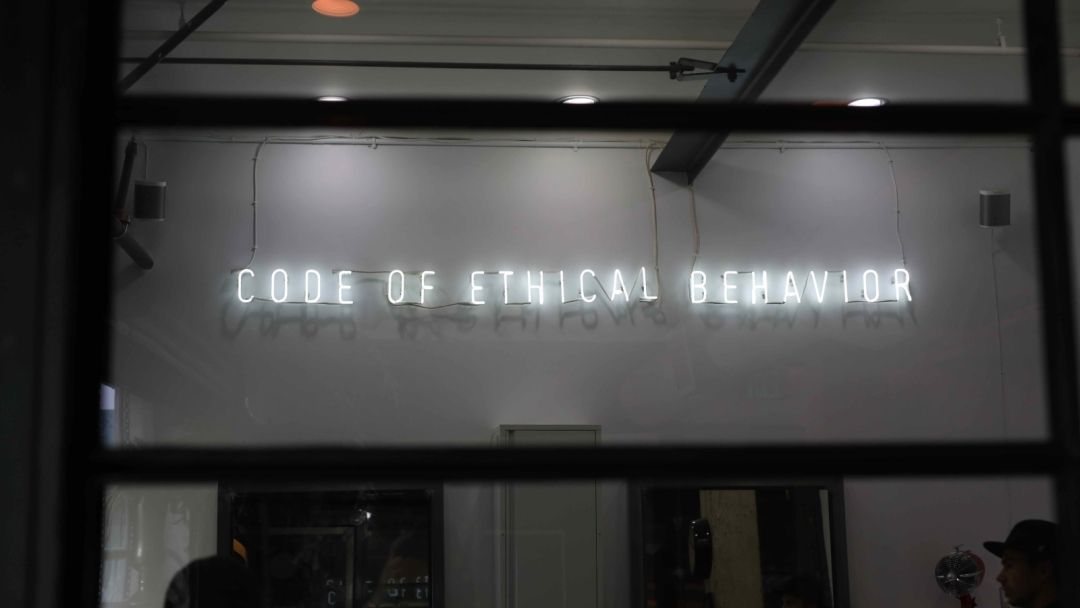 CODE OF ETHICAL BEHAVIOR